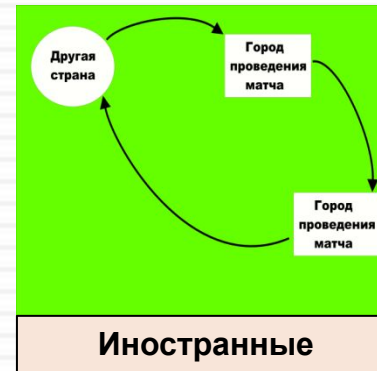 Другая
страна
Город
проведения
матча
Город
проведения
матча
Иностранные